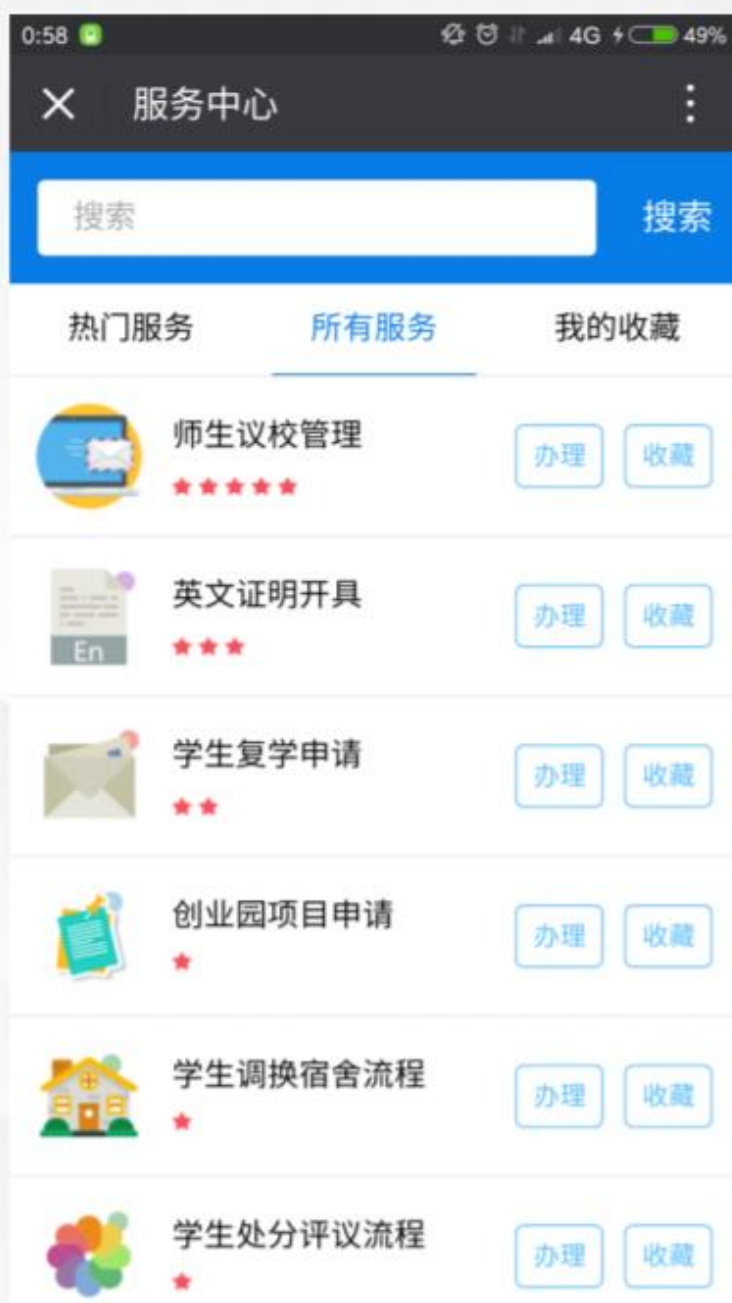 0:58 4G 49%
服务中心
搜索 搜索
热门服务 所有服务 我的收藏
师生议校管理
办理 收藏
英文证明开具
En
办理 收藏
学生复学申请
办理 收藏
创业园项目申请
办理 收藏
学生调换宿舍流程
办理 收藏
学生处分评议流程
办理 收藏